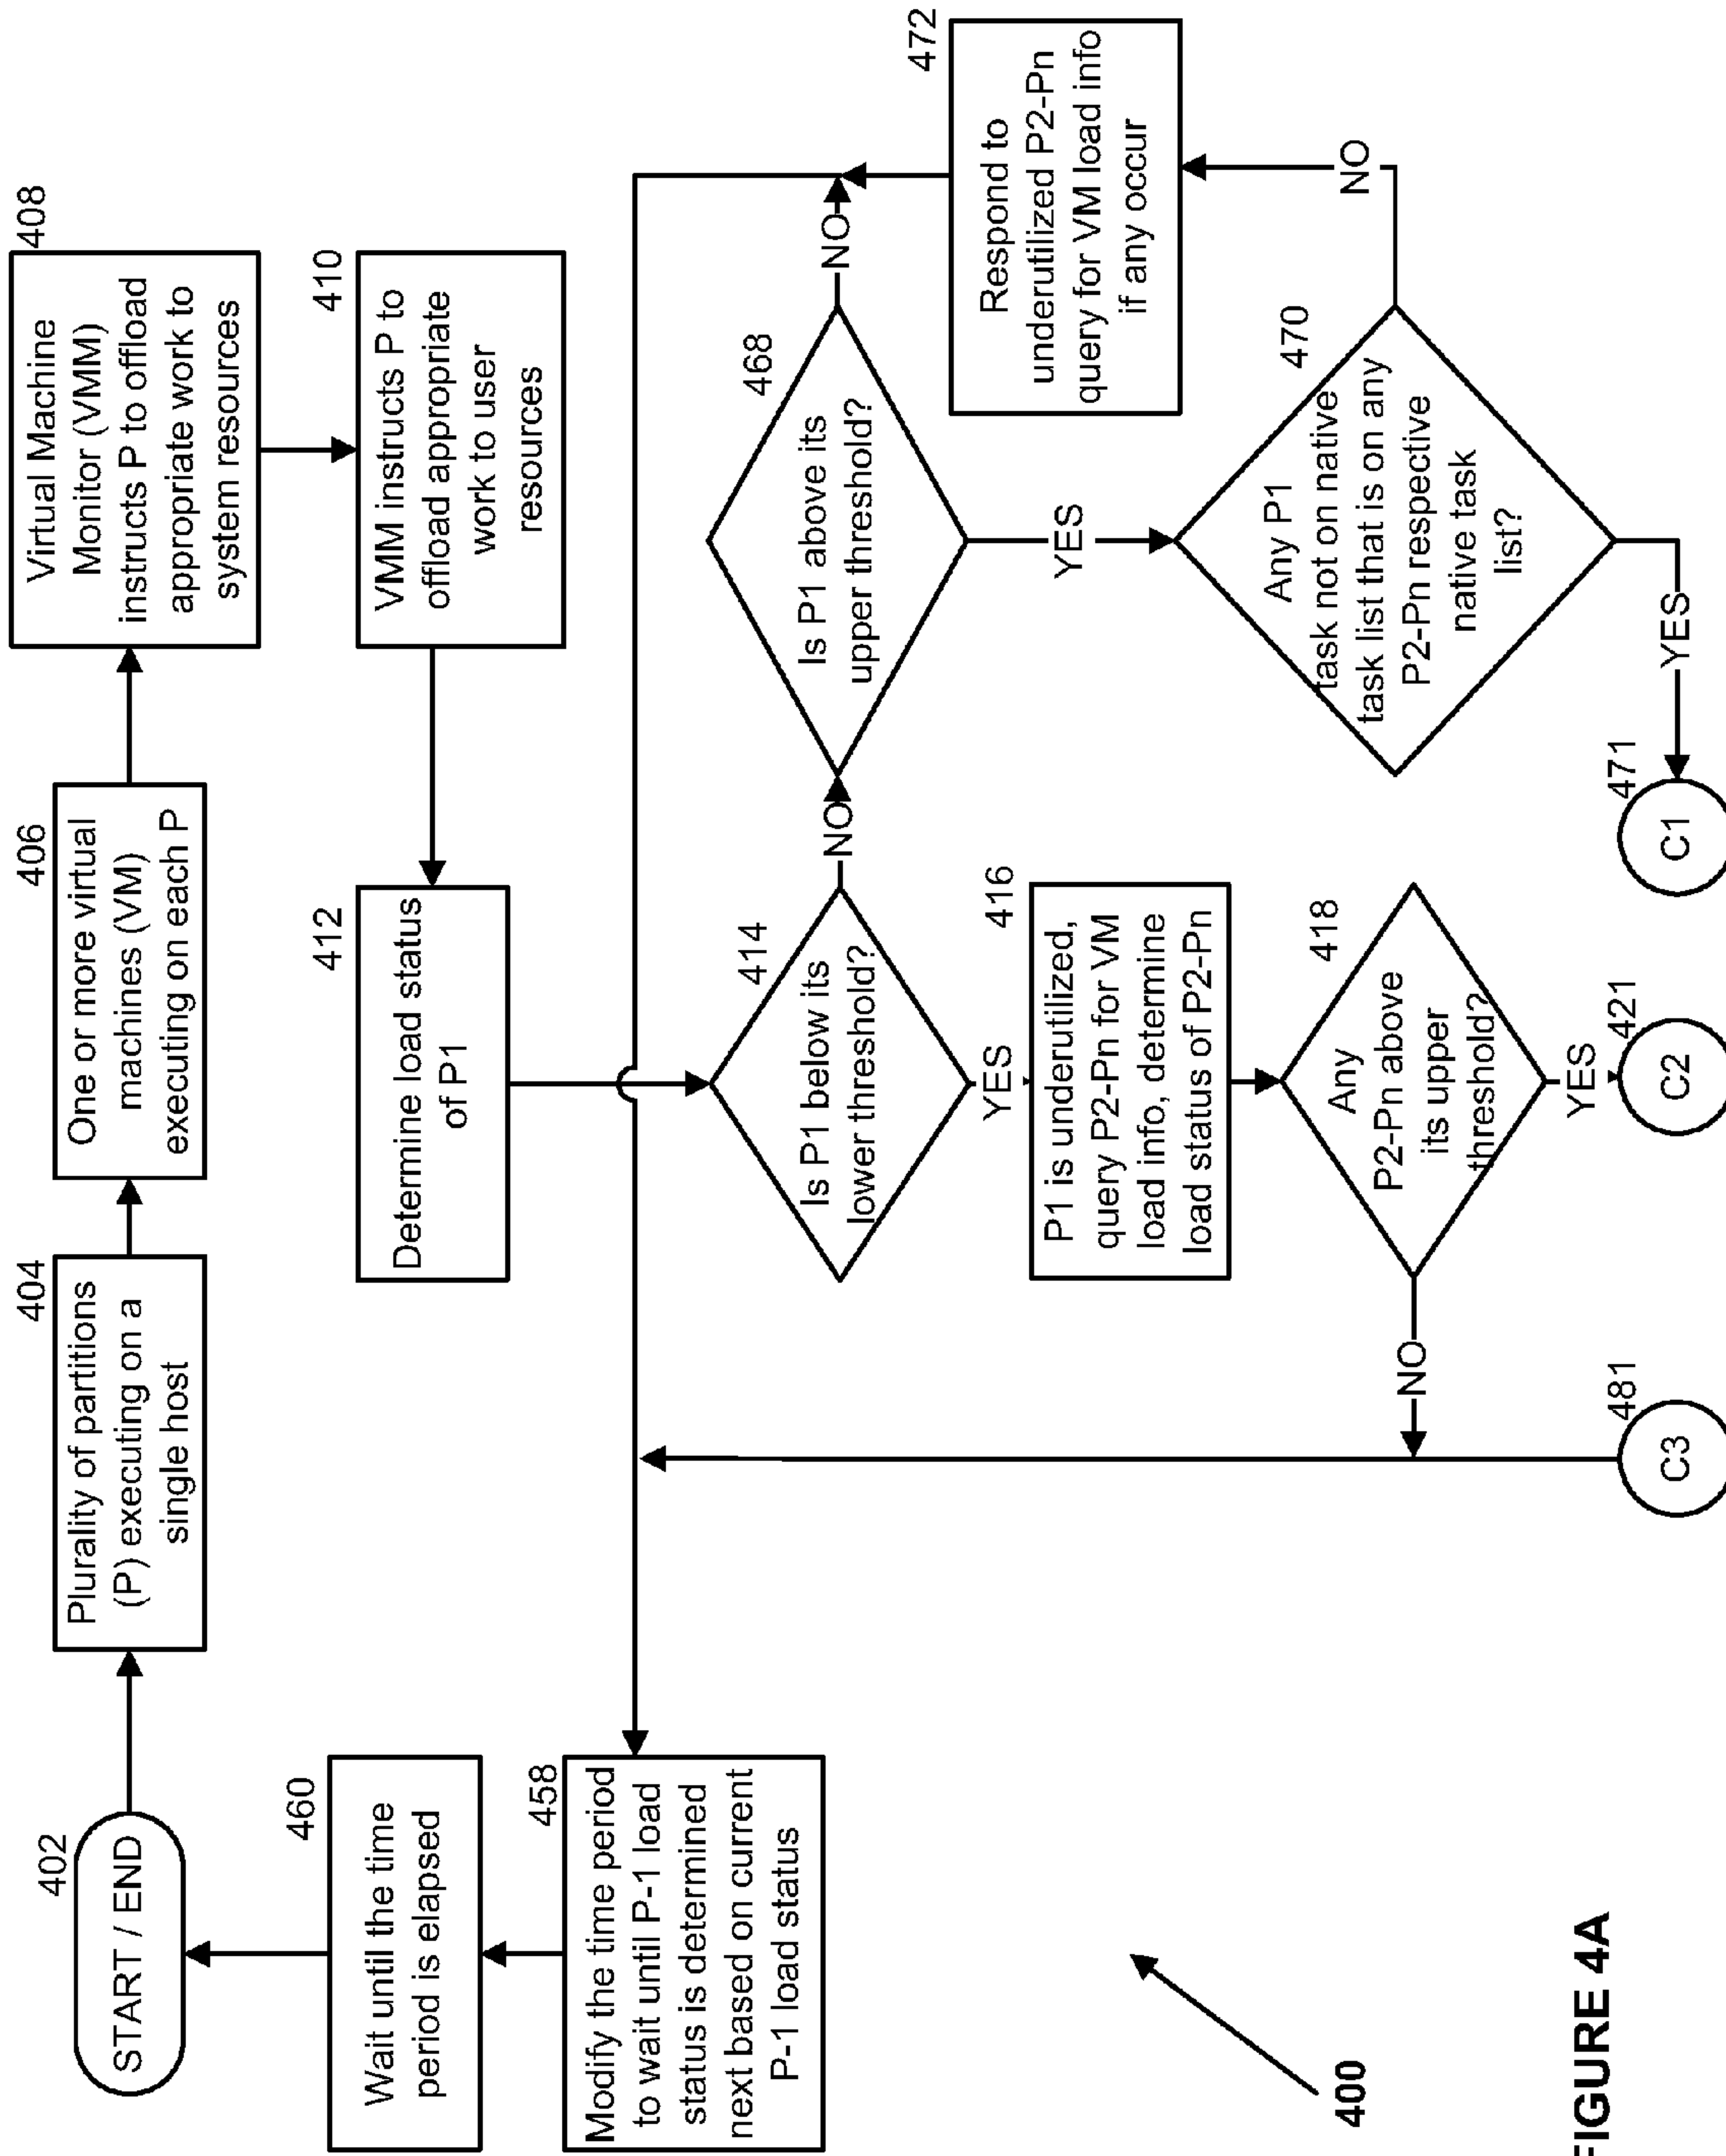 402
START / END
404
Plurality of partitions
(P) executing on a
single host
406
One or more virtual
machines (VM)
executing on each P
408
Virtual Machine
Monitor (VMM)
instructs P to offload
appropriate work to
system resources
410
VMM instructs P to
offload appropriate
work to user
resources
412
Determine load status
of P1
460
Wait until the time
period is elapsed
458
Modify the time period
to wait until P-1 load
status is determined
next based on current
P-1 load status
414
Is P1 below its
lower threshold?
NO
YES
468
Is P1 above its
upper threshold?
NO
YES
416
P1 is underutilized,
query P2-Pn for VM
load info, determine
load status of P2-Pn
472
Respond to
underutilized P2-Pn
query for VM load info
if any occur
418
Any
P2-Pn above
its upper
threshold?
NO
YES
470
Any P1
task not on native
task list that is on any
P2-Pn respective
native task
list?
NO
YES
481
C3
421
C2
471
C1
400
FIGURE 4A